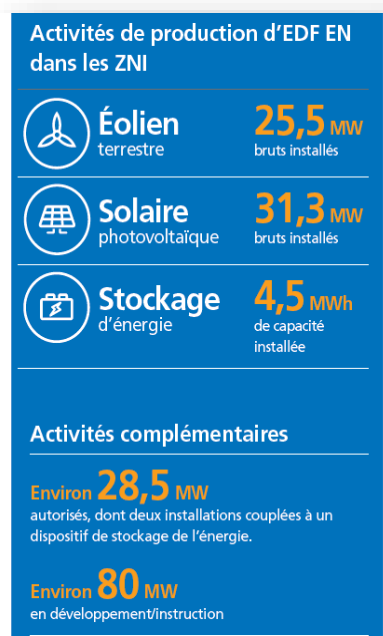 Activités de production d’EDF EN
dans les ZNI
Éolien
terrestre
25,5 MW
bruts installés
Solaire
photovoltaïque
31,3 MW
bruts installés
Stockage
d’énergie
4,5 MWh
de capacité
installée
Activités complémentaires
Environ 28,5 MW
autorisés, dont deux installations couplées à un
dispositif de stockage de l’énergie.
Environ 80 MW
en développement/instruction